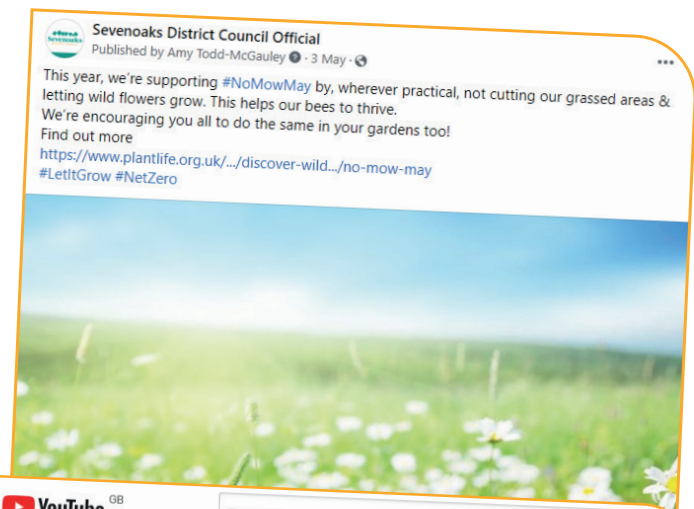 Sevenoaks District Council Official
Published by Amy Todd-McGauley · 3 May ·
This year, we're supporting #NoMowMay by, wherever practical, not cutting our grassed areas &
letting wild flowers grow. This helps our bees to thrive.
We're encouraging you all to do the same in your gardens too!
Find out more
https://www.plantlife.org.uk/.../discover-wild.../no-mow-may
#LetItGrow #NetZero
YouTube GB